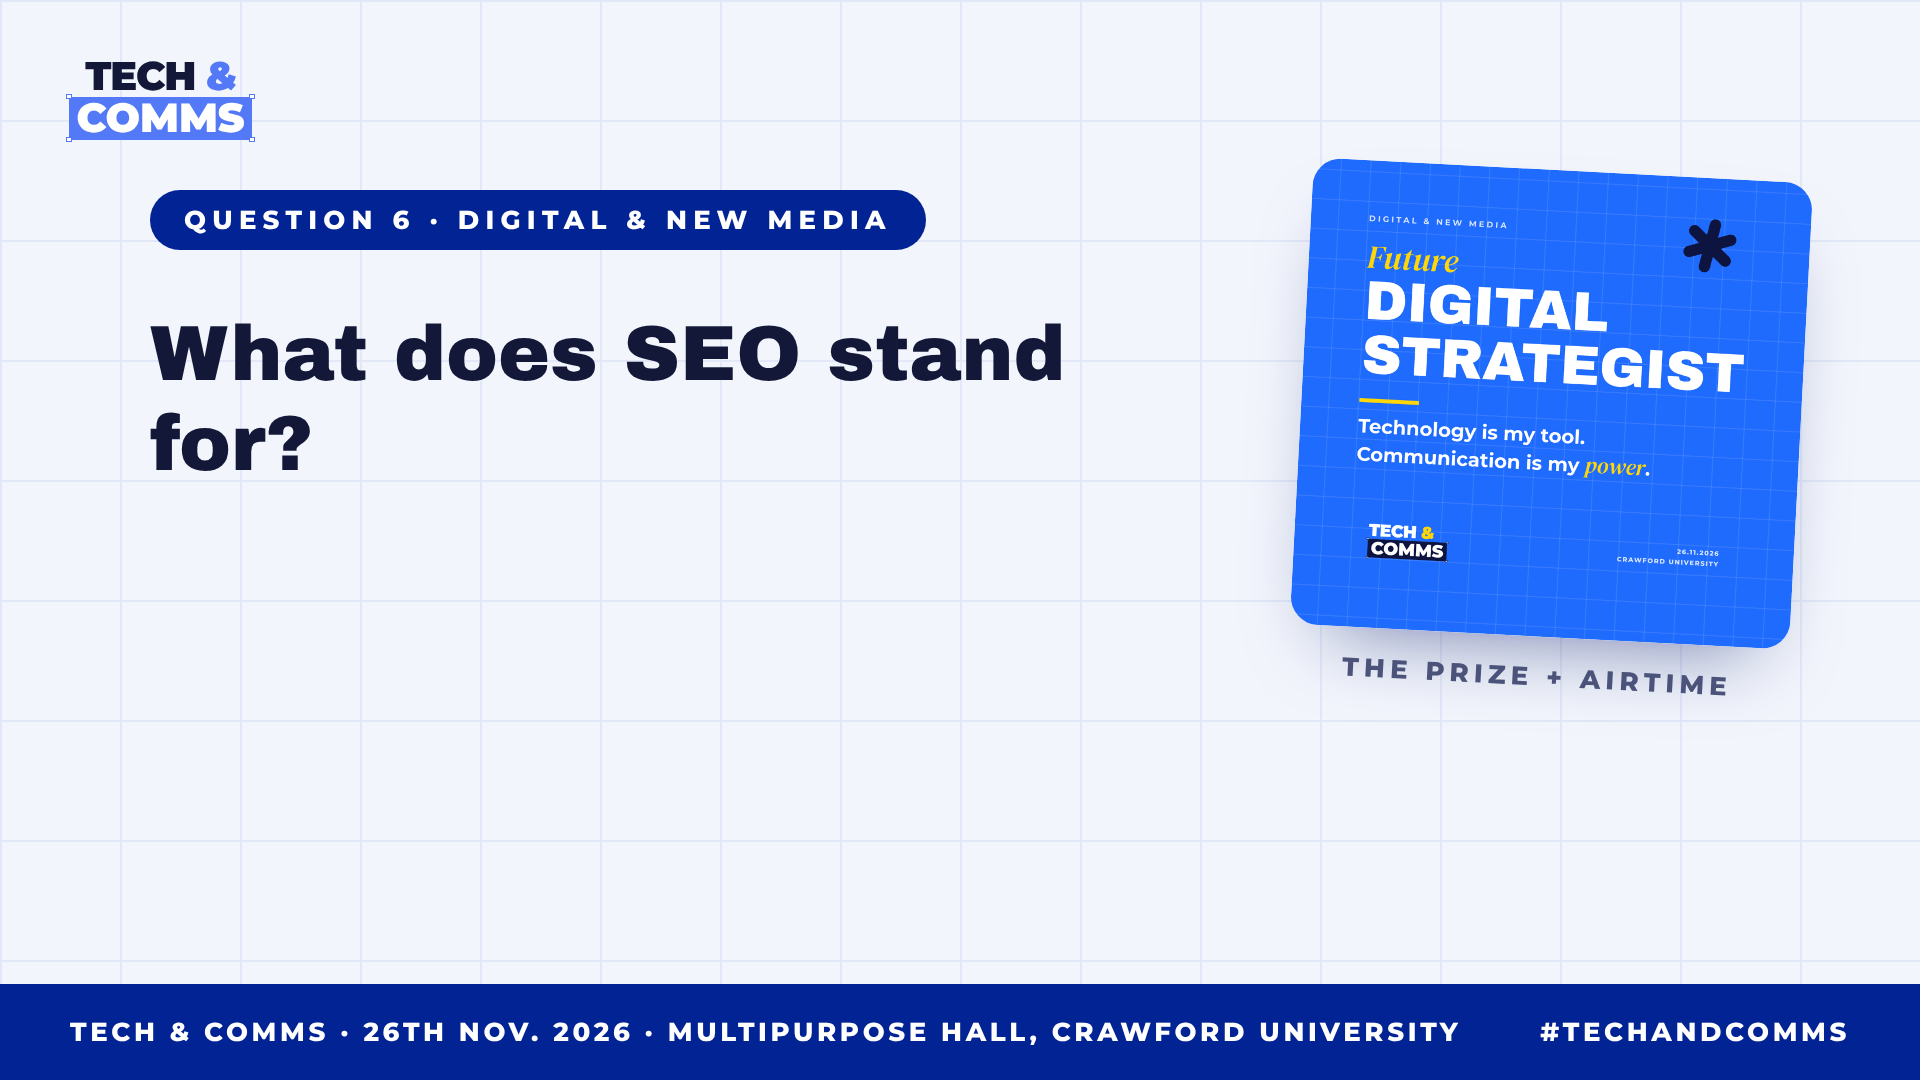 TECH &
COMMS
QUESTION 6 · DIGITAL & NEW MEDIA
What does SEO stand
for?
DIGITAL & NEW MEDIA
Future
DIGITAL
STRATEGIST
Technology is my tool.
Communication is my power.
TECH &
COMMS
26.11.2026
CRAWFORD UNIVERSITY
THE PRIZE + AIRTIME
TECH & COMMS · 26TH NOV. 2026 · MULTIPURPOSE HALL, CRAWFORD UNIVERSITY
#TECHANDCOMMS